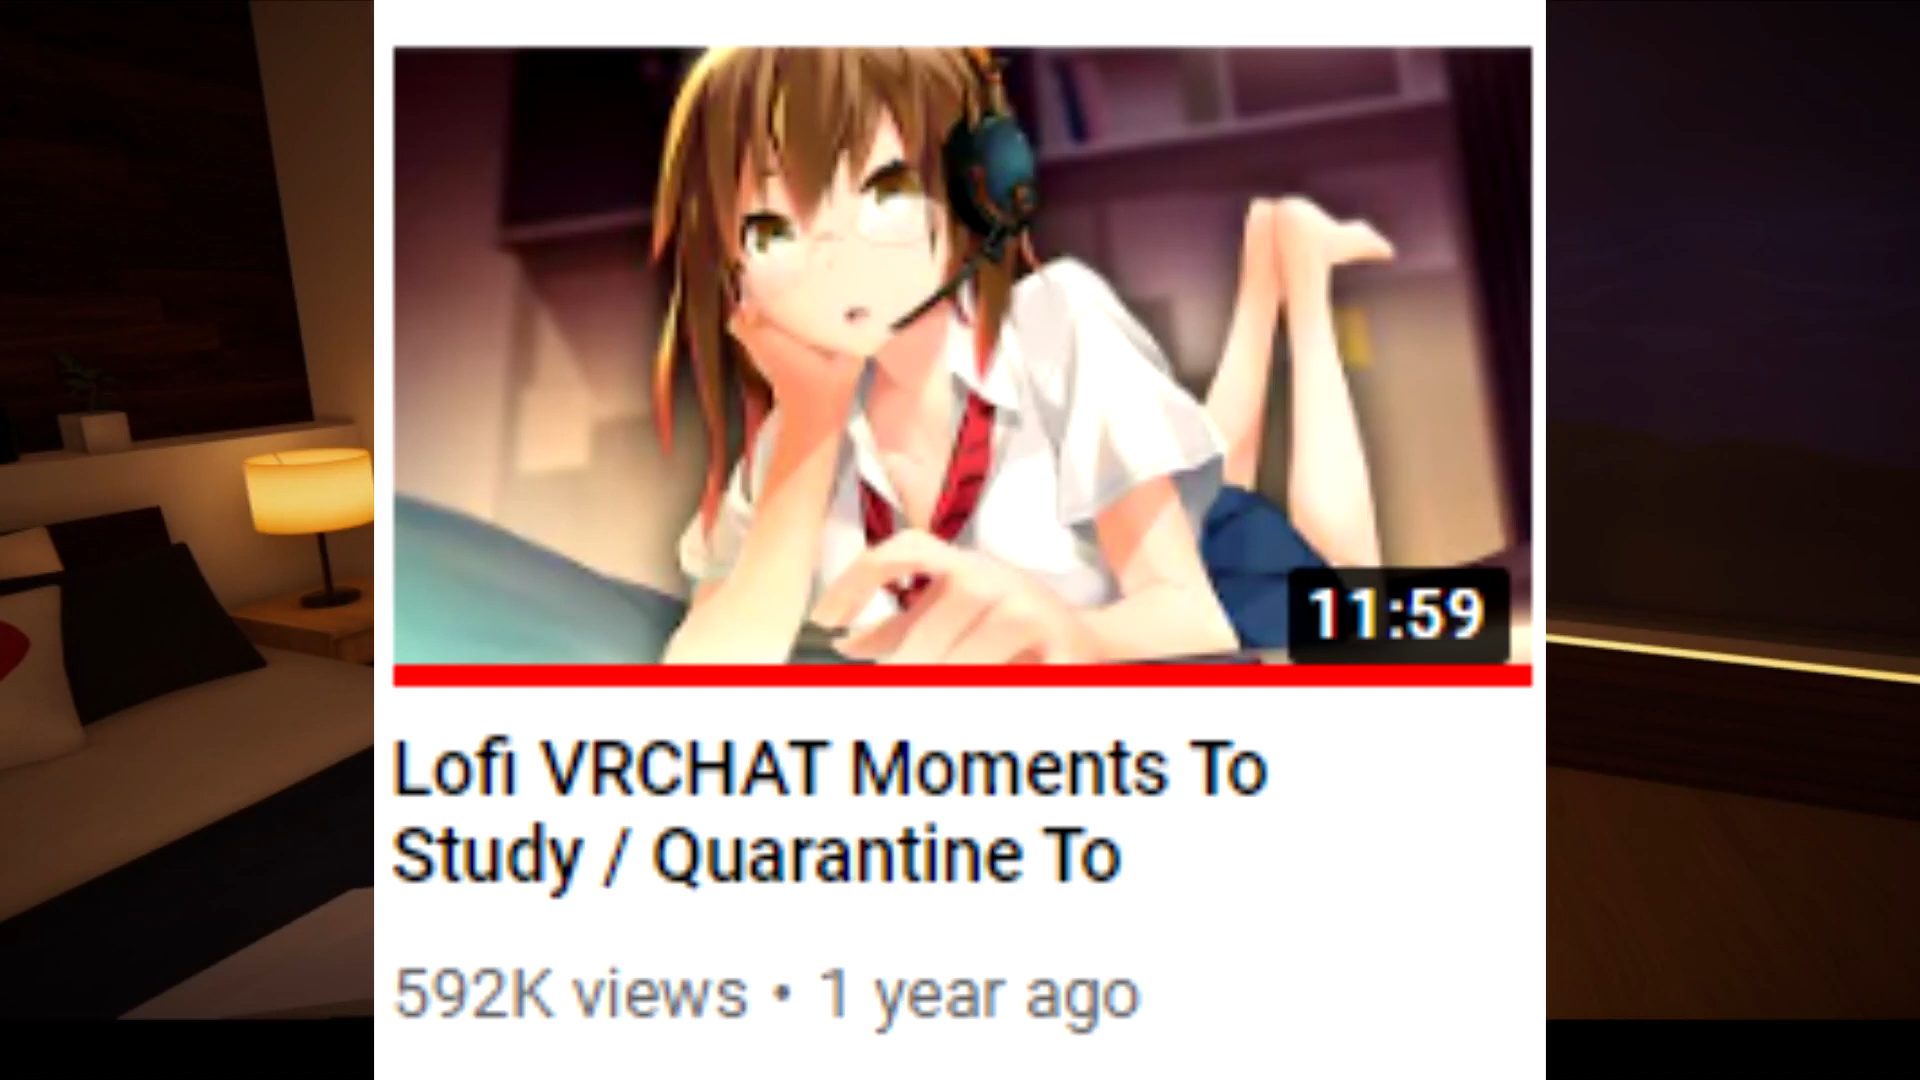 11:59
Lofi VRCHAT Moments To
Study / Quarantine To
592K views • 1 year ago